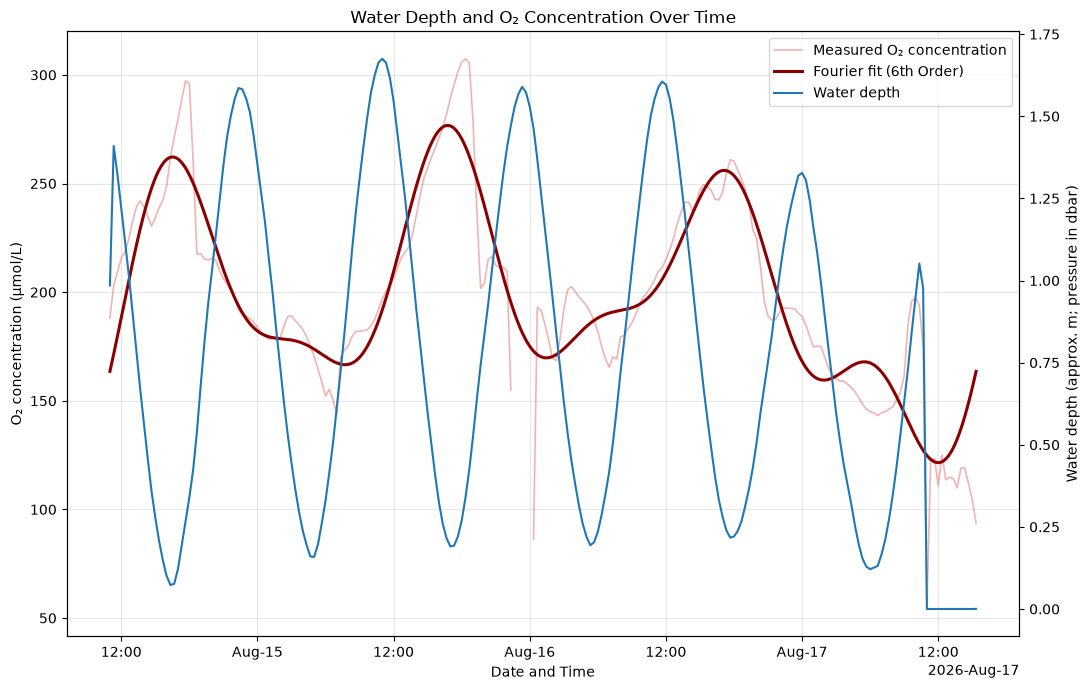 Water Depth and O₂ Concentration Over Time
Measured O₂ concentration
Fourier fit (6th Order)
Water depth
O₂ concentration (µmol/L)
300
250
200
150
100
50
Water depth (approx. m; pressure in dbar)
1.75
1.50
1.25
1.00
0.75
0.50
0.25
0.00
12:00 Aug-15 12:00 Aug-16 12:00 Aug-17 12:00
2026-Aug-17
Date and Time